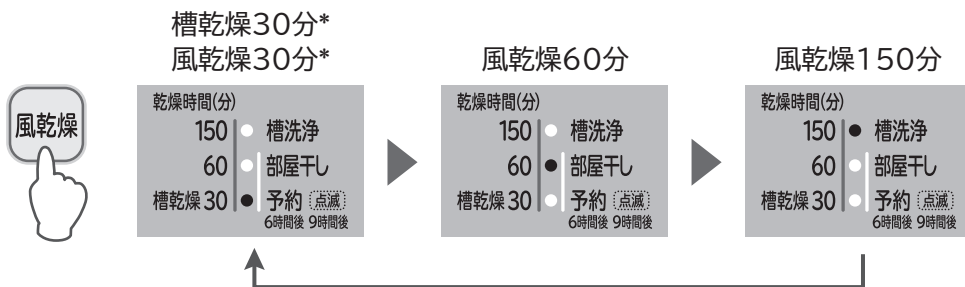 槽乾燥30分*
風乾燥30分*
風乾燥60分
風乾燥150分
風乾燥
乾燥時間(分)
150 槽洗浄
60 部屋干し
槽乾燥 30 予約 点滅
6時間後 9時間後
乾燥時間(分)
150 槽洗浄
60 部屋干し
槽乾燥 30 予約 点滅
6時間後 9時間後
乾燥時間(分)
150 槽洗浄
60 部屋干し
槽乾燥 30 予約 点滅
6時間後 9時間後